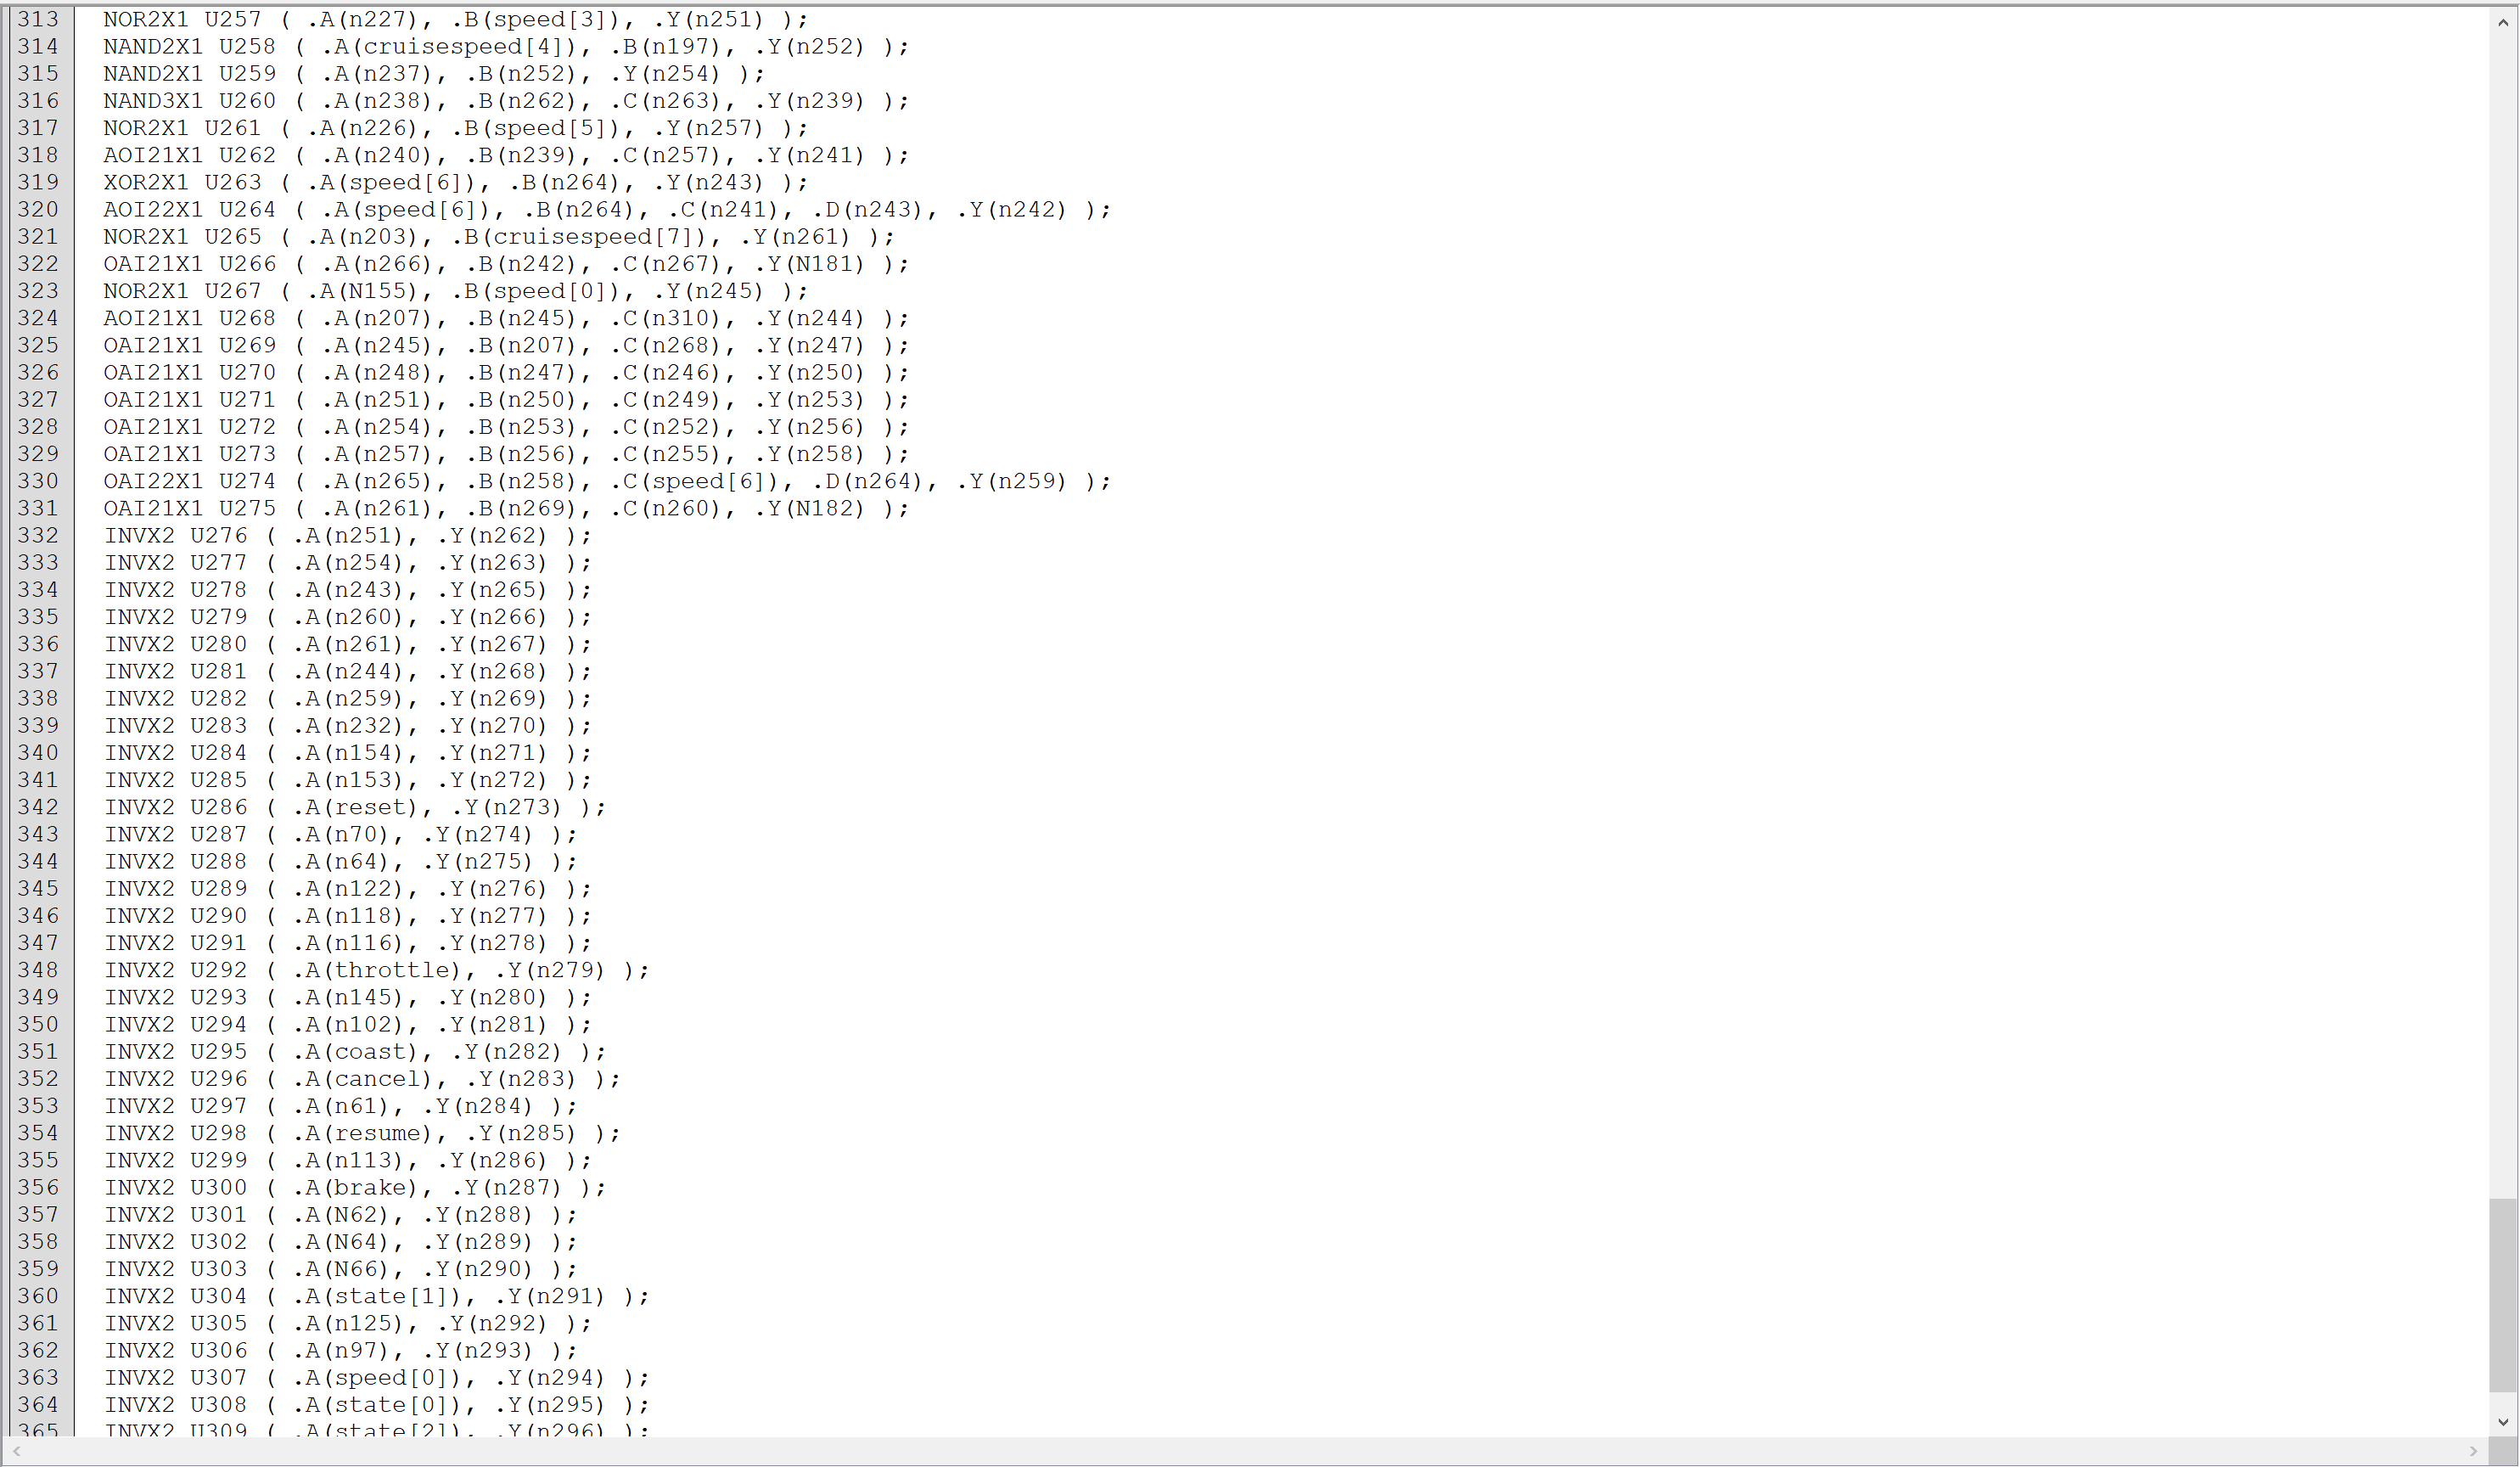 313 NOR2X1 U257 ( .A(n227), .B(speed[3]), .Y(n251) );
314 NAND2X1 U258 ( .A(cruisespeed[4]), .B(n197), .Y(n252) );
315 NAND2X1 U259 ( .A(n237), .B(n252), .Y(n254) );
316 NAND3X1 U260 ( .A(n238), .B(n262), .C(n263), .Y(n239) );
317 NOR2X1 U261 ( .A(n226), .B(speed[5]), .Y(n257) );
318 AOI21X1 U262 ( .A(n240), .B(n239), .C(n257), .Y(n241) );
319 XOR2X1 U263 ( .A(speed[6]), .B(n264), .Y(n243) );
320 AOI22X1 U264 ( .A(speed[6]), .B(n264), .C(n241), .D(n243), .Y(n242) );
321 NOR2X1 U265 ( .A(n203), .B(cruisespeed[7]), .Y(n261) );
322 OAI21X1 U266 ( .A(n266), .B(n242), .C(n267), .Y(N181) );
323 NOR2X1 U267 ( .A(N155), .B(speed[0]), .Y(n245) );
324 AOI21X1 U268 ( .A(n207), .B(n245), .C(n310), .Y(n244) );
325 OAI21X1 U269 ( .A(n245), .B(n207), .C(n268), .Y(n247) );
326 OAI21X1 U270 ( .A(n248), .B(n247), .C(n246), .Y(n250) );
327 OAI21X1 U271 ( .A(n251), .B(n250), .C(n249), .Y(n253) );
328 OAI21X1 U272 ( .A(n254), .B(n253), .C(n252), .Y(n256) );
329 OAI21X1 U273 ( .A(n257), .B(n256), .C(n255), .Y(n258) );
330 OAI22X1 U274 ( .A(n265), .B(n258), .C(speed[6]), .D(n264), .Y(n259) );
331 OAI21X1 U275 ( .A(n261), .B(n269), .C(n260), .Y(N182) );
332 INVX2 U276 ( .A(n251), .Y(n262) );
333 INVX2 U277 ( .A(n254), .Y(n263) );
334 INVX2 U278 ( .A(n243), .Y(n265) );
335 INVX2 U279 ( .A(n260), .Y(n266) );
336 INVX2 U280 ( .A(n261), .Y(n267) );
337 INVX2 U281 ( .A(n244), .Y(n268) );
338 INVX2 U282 ( .A(n259), .Y(n269) );
339 INVX2 U283 ( .A(n232), .Y(n270) );
340 INVX2 U284 ( .A(n154), .Y(n271) );
341 INVX2 U285 ( .A(n153), .Y(n272) );
342 INVX2 U286 ( .A(reset), .Y(n273) );
343 INVX2 U287 ( .A(n70), .Y(n274) );
344 INVX2 U288 ( .A(n64), .Y(n275) );
345 INVX2 U289 ( .A(n122), .Y(n276) );
346 INVX2 U290 ( .A(n118), .Y(n277) );
347 INVX2 U291 ( .A(n116), .Y(n278) );
348 INVX2 U292 ( .A(throttle), .Y(n279) );
349 INVX2 U293 ( .A(n145), .Y(n280) );
350 INVX2 U294 ( .A(n102), .Y(n281) );
351 INVX2 U295 ( .A(coast), .Y(n282) );
352 INVX2 U296 ( .A(cancel), .Y(n283) );
353 INVX2 U297 ( .A(n61), .Y(n284) );
354 INVX2 U298 ( .A(resume), .Y(n285) );
355 INVX2 U299 ( .A(n113), .Y(n286) );
356 INVX2 U300 ( .A(brake), .Y(n287) );
357 INVX2 U301 ( .A(N62), .Y(n288) );
358 INVX2 U302 ( .A(N64), .Y(n289) );
359 INVX2 U303 ( .A(N66), .Y(n290) );
360 INVX2 U304 ( .A(state[1]), .Y(n291) );
361 INVX2 U305 ( .A(n125), .Y(n292) );
362 INVX2 U306 ( .A(n97), .Y(n293) );
363 INVX2 U307 ( .A(speed[0]), .Y(n294) );
364 INVX2 U308 ( .A(state[0]), .Y(n295) );
365 INVX2 U309 ( .A(state[2]), .Y(n296) );